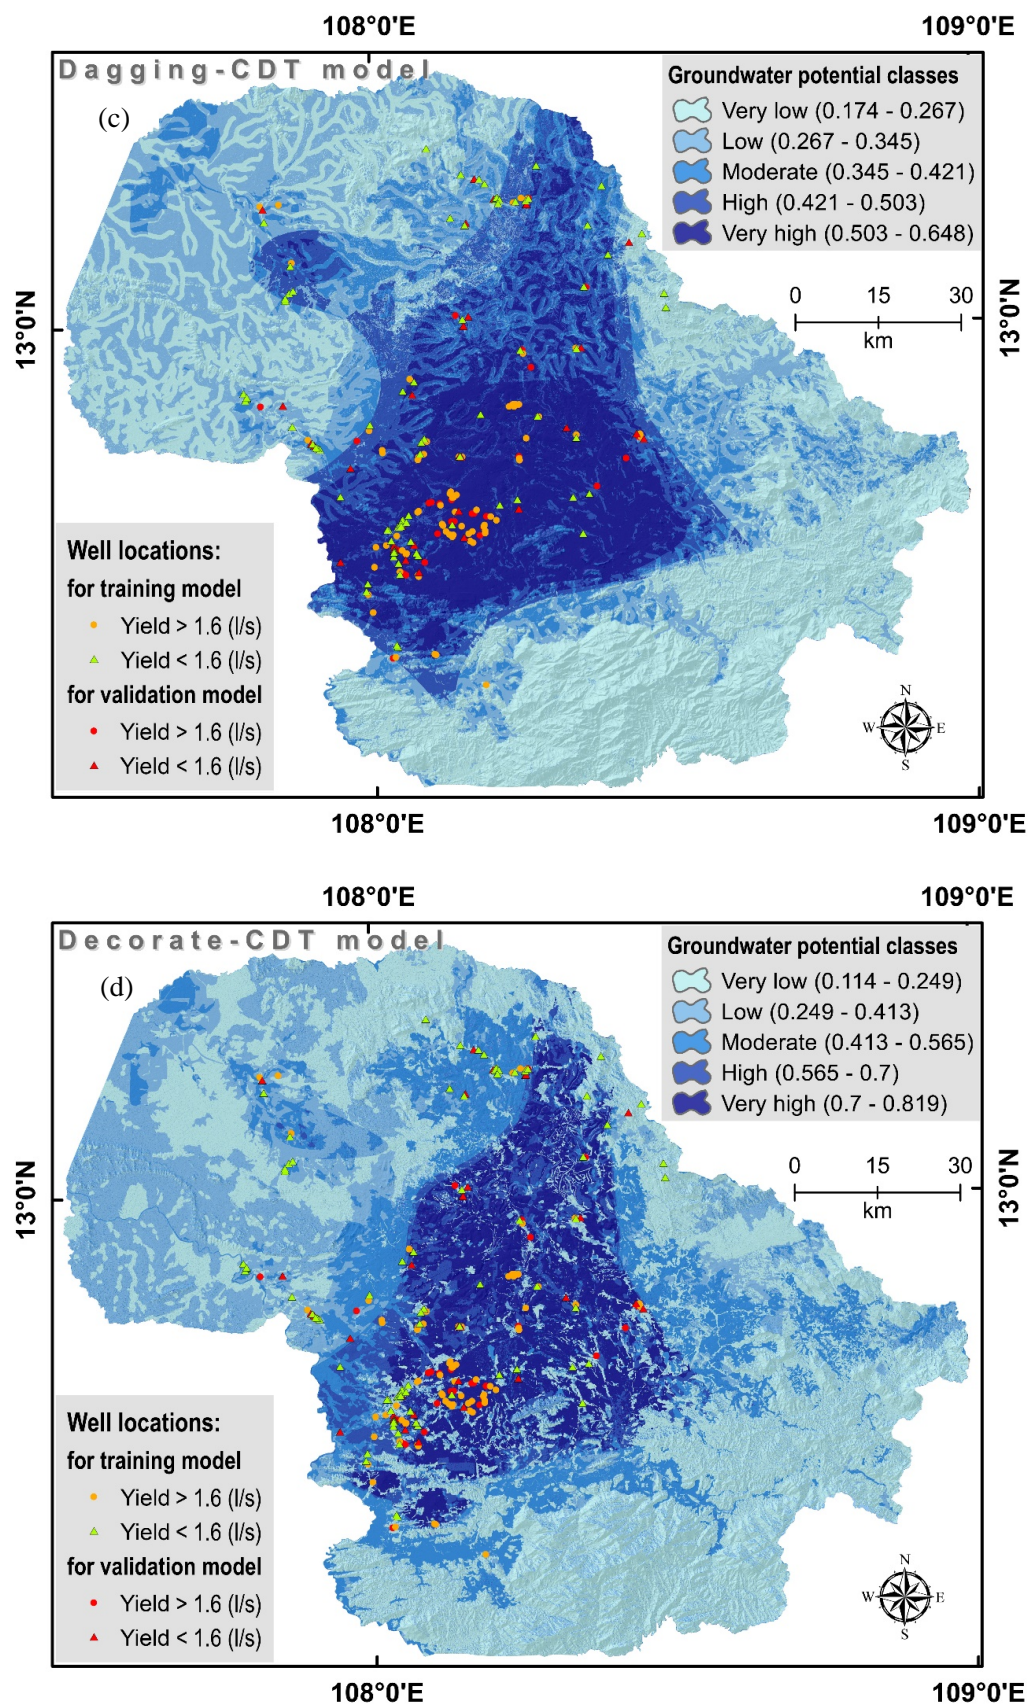 108°0'E 109°0'E
Dagging-CDT model
(c)
Groundwater potential classes
Very low (0.174 - 0.267)
Low (0.267 - 0.345)
Moderate (0.345 - 0.421)
High (0.421 - 0.503)
Very high (0.503 - 0.648)
0 15 30
km
13°0'N 13°0'N
Well locations:
for training model
Yield > 1.6 (l/s)
Yield < 1.6 (l/s)
for validation model
Yield > 1.6 (l/s)
Yield < 1.6 (l/s)
N
W E
S
108°0'E 109°0'E
108°0'E 109°0'E
Decorate-CDT model
(d)
Groundwater potential classes
Very low (0.114 - 0.249)
Low (0.249 - 0.413)
Moderate (0.413 - 0.565)
High (0.565 - 0.7)
Very high (0.7 - 0.819)
0 15 30
km
13°0'N 13°0'N
Well locations:
for training model
Yield > 1.6 (l/s)
Yield < 1.6 (l/s)
for validation model
Yield > 1.6 (l/s)
Yield < 1.6 (l/s)
N
W E
S
108°0'E 109°0'E